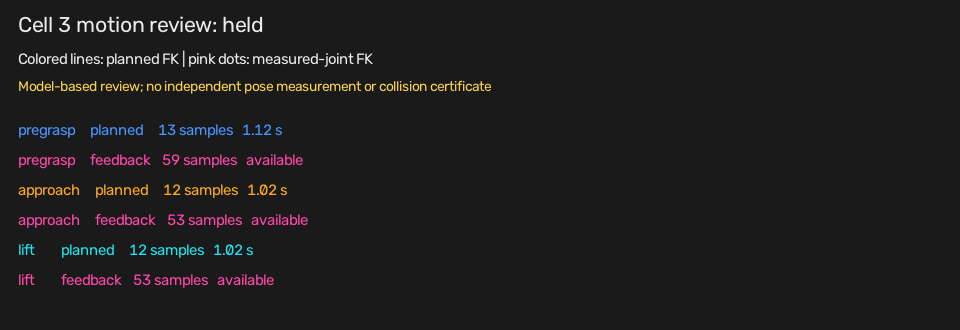 Cell 3 motion review: held
Colored lines: planned FK | pink dots: measured-joint FK
Model-based review; no independent pose measurement or collision certificate
pregrasp planned 13 samples 1.12 s
pregrasp feedback 59 samples available
approach planned 12 samples 1.02 s
approach feedback 53 samples available
lift planned 12 samples 1.02 s
lift feedback 53 samples available